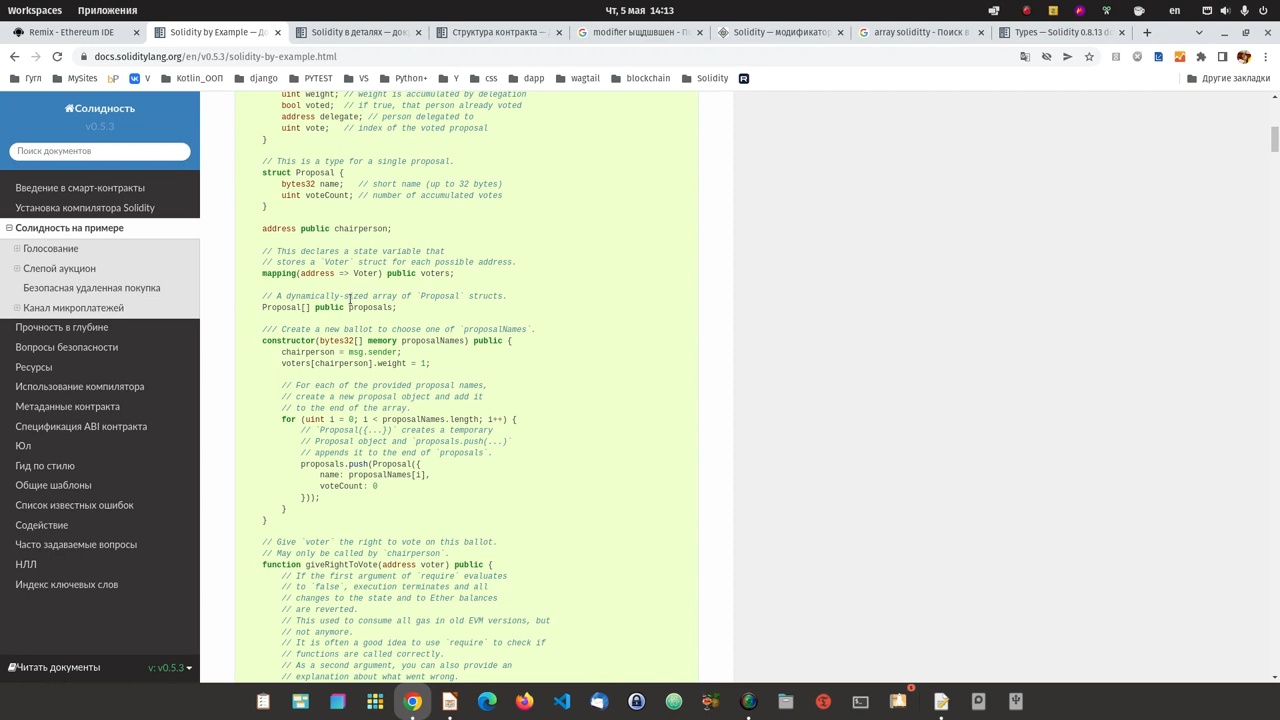 Workspaces Приложения Чт, 5 мая 14:13 en
Remix - Ethereum IDE
Solidity by Example — До
Solidity в деталях — док
Структура контракта — Д
modifier ыщдшвшен - П
Solidity — модификатор
array soliditty - Поиск в
Types — Solidity 0.8.13 do
docs.soliditylang.org/en/v0.5.3/solidity-by-example.html
Гугл MySites V Kotlin_ООП django PYTEST VS Python+ Y css dapp wagtail blockchain Solidity Другие закладки
Солидность
v0.5.3
Поиск документов
Введение в смарт-контракты
Установка компилятора Solidity
Солидность на примере
Голосование
Слепой аукцион
Безопасная удаленная покупка
Канал микроплатежей
Прочность в глубине
Вопросы безопасности
Ресурсы
Использование компилятора
Метаданные контракта
Спецификация ABI контракта
Юл
Гид по стилю
Общие шаблоны
Список известных ошибок
Содействие
Часто задаваемые вопросы
НЛЛ
Индекс ключевых слов
Читать документы v: v0.5.3
uint weight; // weight is accumulated by delegation
bool voted; // if true, that person already voted
address delegate; // person delegated to
uint vote; // index of the voted proposal
}
// This is a type for a single proposal.
struct Proposal {
bytes32 name; // short name (up to 32 bytes)
uint voteCount; // number of accumulated votes
}
address public chairperson;
// This declares a state variable that
// stores a `Voter` struct for each possible address.
mapping(address => Voter) public voters;
// A dynamically-sized array of `Proposal` structs.
Proposal[] public proposals;
/// Create a new ballot to choose one of `proposalNames`.
constructor(bytes32[] memory proposalNames) public {
chairperson = msg.sender;
voters[chairperson].weight = 1;
// For each of the provided proposal names,
// create a new proposal object and add it
// to the end of the array.
for (uint i = 0; i < proposalNames.length; i++) {
// `Proposal({...})` creates a temporary
// Proposal object and `proposals.push(...)`
// appends it to the end of `proposals`.
proposals.push(Proposal({
name: proposalNames[i],
voteCount: 0
}));
}
}
// Give `voter` the right to vote on this ballot.
// May only be called by `chairperson`.
function giveRightToVote(address voter) public {
// If the first argument of `require` evaluates
// to `false`, execution terminates and all
// changes to the state and to Ether balances
// are reverted.
// This used to consume all gas in old EVM versions, but
// not anymore.
// It is often a good idea to use `require` to check if
// functions are called correctly.
// As a second argument, you can also provide an
// explanation about what went wrong.